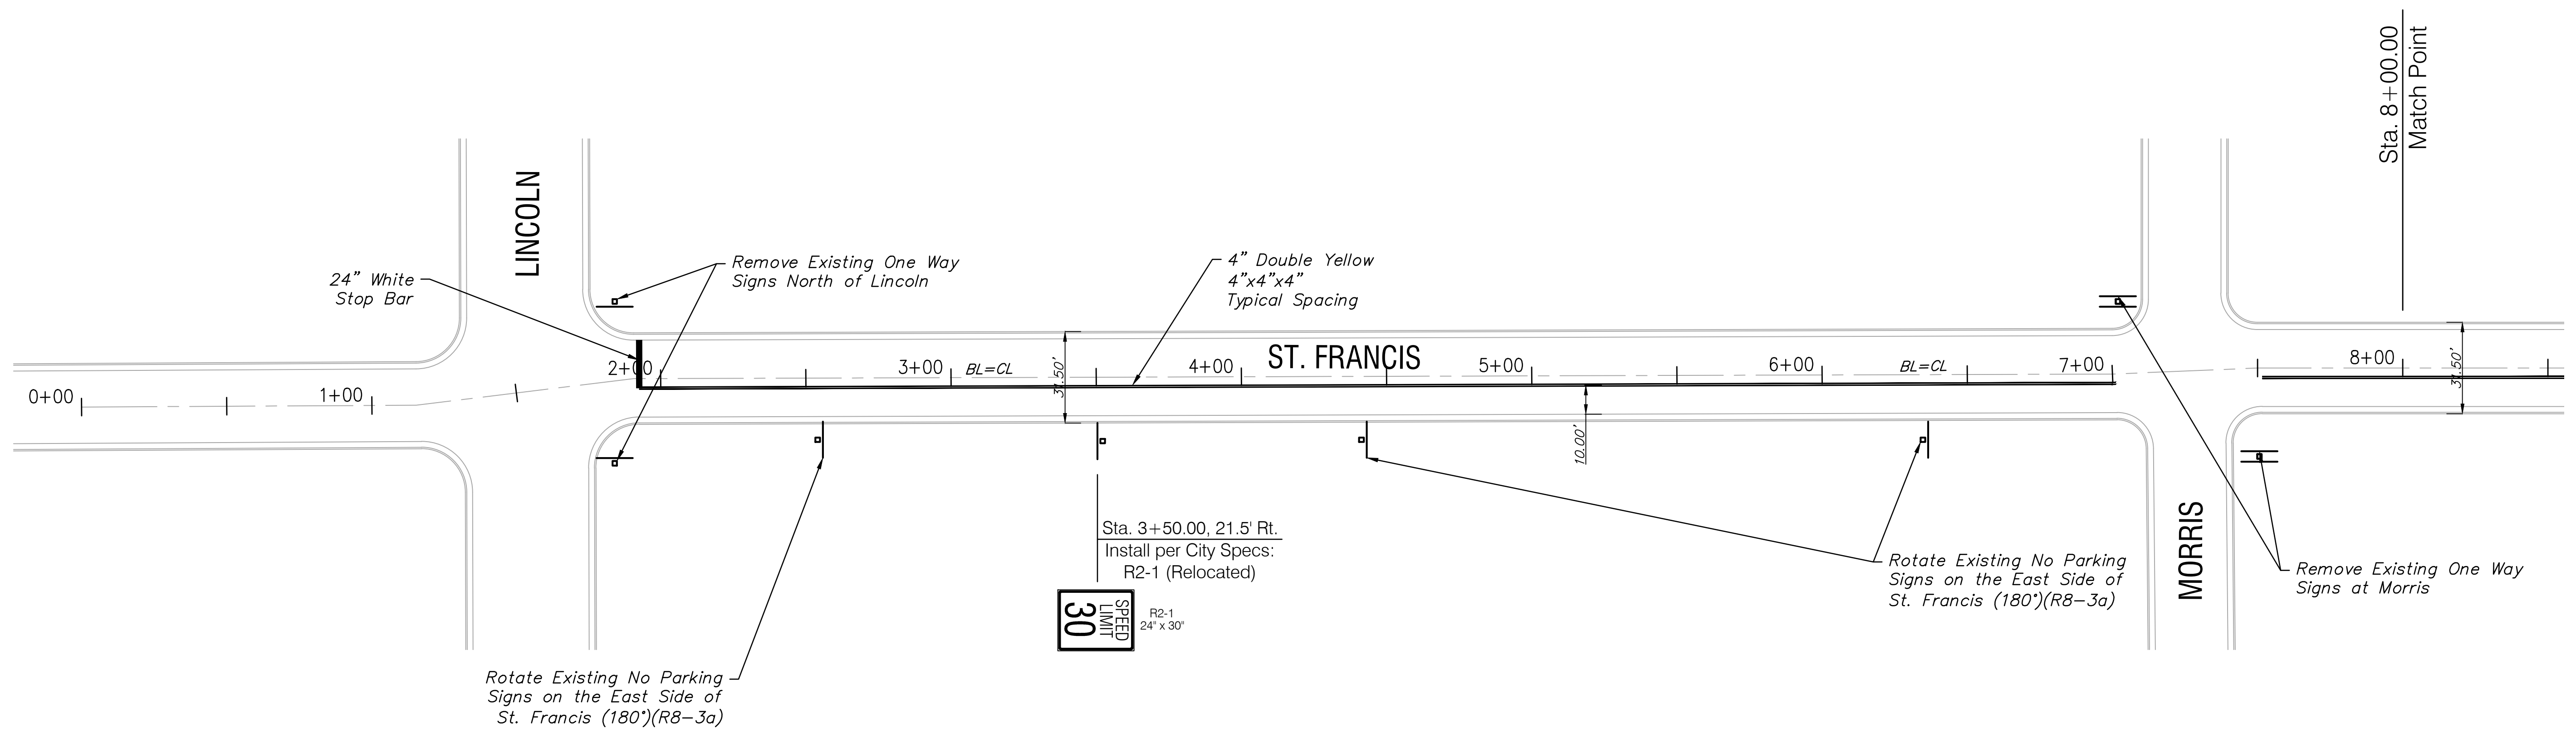 Sta. 8+00.00
Match Point
LINCOLN
24" White
Stop Bar
Remove Existing One Way
Signs North of Lincoln
4" Double Yellow
4"x4"x4"
Typical Spacing
ST. FRANCIS
0+00
1+00
2+00
3+00
BL=CL
31.50'
4+00
5+00
6+00
BL=CL
7+00
8+00
31.50'
10.00'
Sta. 3+50.00, 21.5' Rt.
Install per City Specs:
R2-1 (Relocated)
SPEED
LIMIT
30
R2-1
24" x 30"
Rotate Existing No Parking
Signs on the East Side of
St. Francis (180°)(R8-3a)
Rotate Existing No Parking
Signs on the East Side of
St. Francis (180°)(R8-3a)
MORRIS
Remove Existing One Way
Signs at Morris